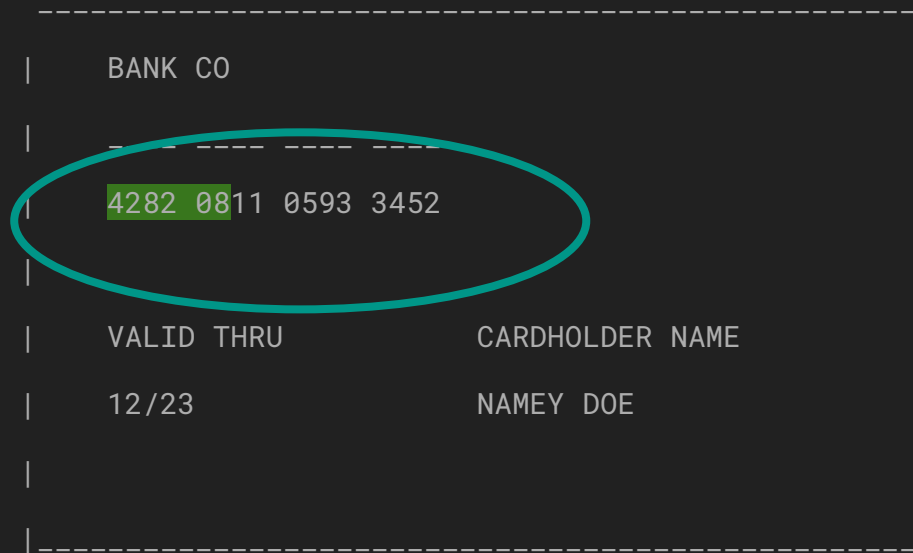 BANK CO
4282 0811 0593 3452
VALID THRU CARDHOLDER NAME
12/23 NAMEY DOE